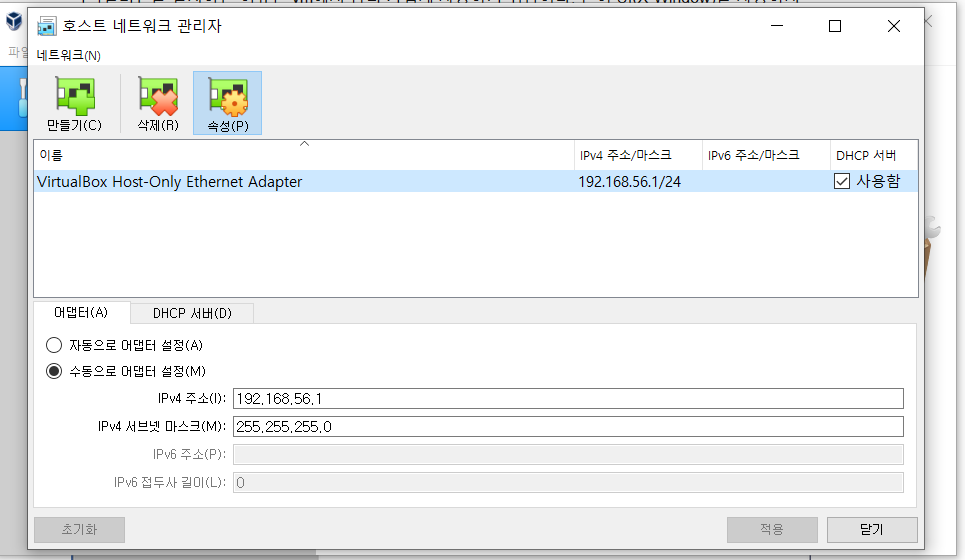 호스트 네트워크 관리자
파일
네트워크(N)
만들기(C)
삭제(R)
속성(P)
이름
IPv4 주소/마스크
IPv6 주소/마스크
DHCP 서버
VirtualBox Host-Only Ethernet Adapter
192.168.56.1/24
사용함
어댑터(A)
DHCP 서버(D)
자동으로 어댑터 설정(A)
수동으로 어댑터 설정(M)
IPv4 주소(I):
192.168.56.1
IPv4 서브넷 마스크(M):
255.255.255.0
IPv6 주소(P):
IPv6 접두사 길이(L):
0
초기화
적용
닫기